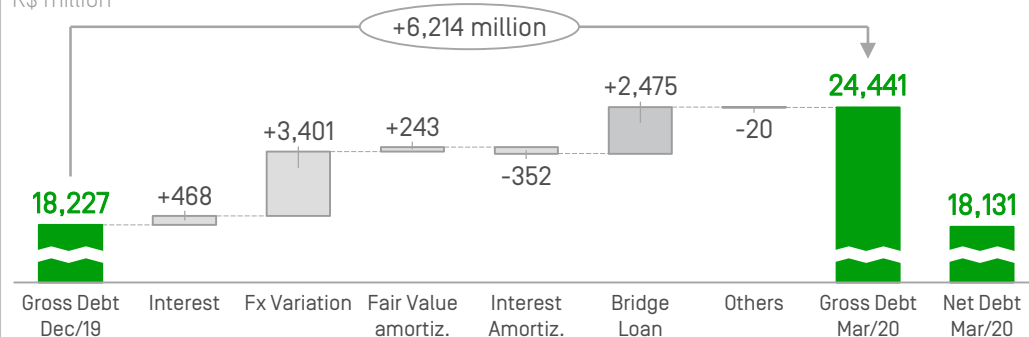 R$ million
+6,214 million
18,227
+468
+3,401
+243
-352
+2,475
-20
24,441
18,131
Gross Debt
Dec/19
Interest
Fx Variation
Fair Value
amortiz.
Interest
Amortiz.
Bridge
Loan
Others
Gross Debt
Mar/20
Net Debt
Mar/20